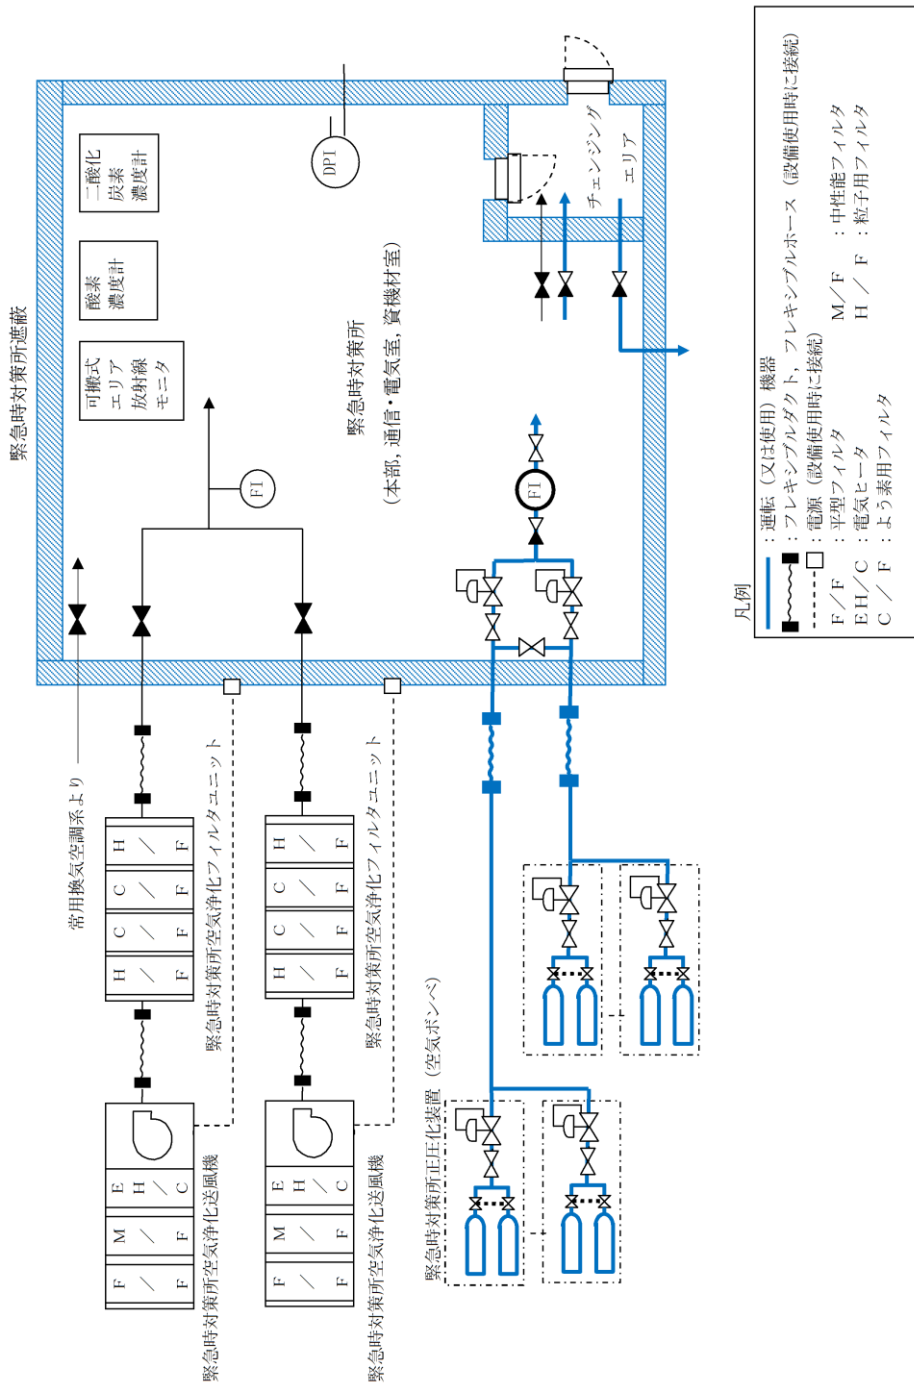 緊急時対策所遮蔽
常用換気空調系より
可搬式
エリア
放射線
モニタ
酸素
濃度計
二酸化
炭素
濃度計
F/F
M/F
EH/C
H/F
C/F
C/F
H/F
FI
DPI
緊急時対策所空気浄化送風機
緊急時対策所空気浄化フィルタユニット
F/F
M/F
EH/C
H/F
C/F
C/F
H/F
緊急時対策所
(本部，通信・電気室，資機材室)
緊急時対策所空気浄化送風機
緊急時対策所空気浄化フィルタユニット
緊急時対策所正圧化装置（空気ボンベ）
FI
チェンジング
エリア
凡例
：運転（又は使用）機器
：フレキシブルダクト，フレキシブルホース（設備使用時に接続）
：電源（設備使用時に接続）
F/F ：平型フィルタ M/F ：中性能フィルタ
EH/C ：電気ヒータ H/F ：粒子用フィルタ
C/F ：よう素用フィルタ